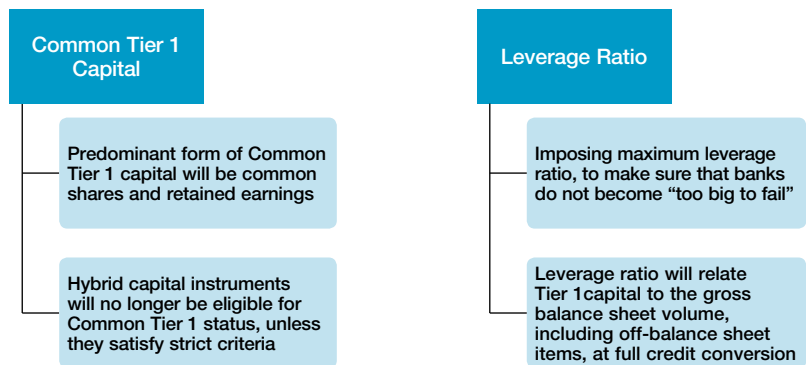 Common Tier 1
Capital
Predominant form of Common
Tier 1 capital will be common
shares and retained earnings
Hybrid capital instruments
will no longer be eligible for
Common Tier 1 status, unless
they satisfy strict criteria
Leverage Ratio
Imposing maximum leverage
ratio, to make sure that banks
do not become “too big to fail”
Leverage ratio will relate
Tier 1capital to the gross
balance sheet volume,
including off-balance sheet
items, at full credit conversion